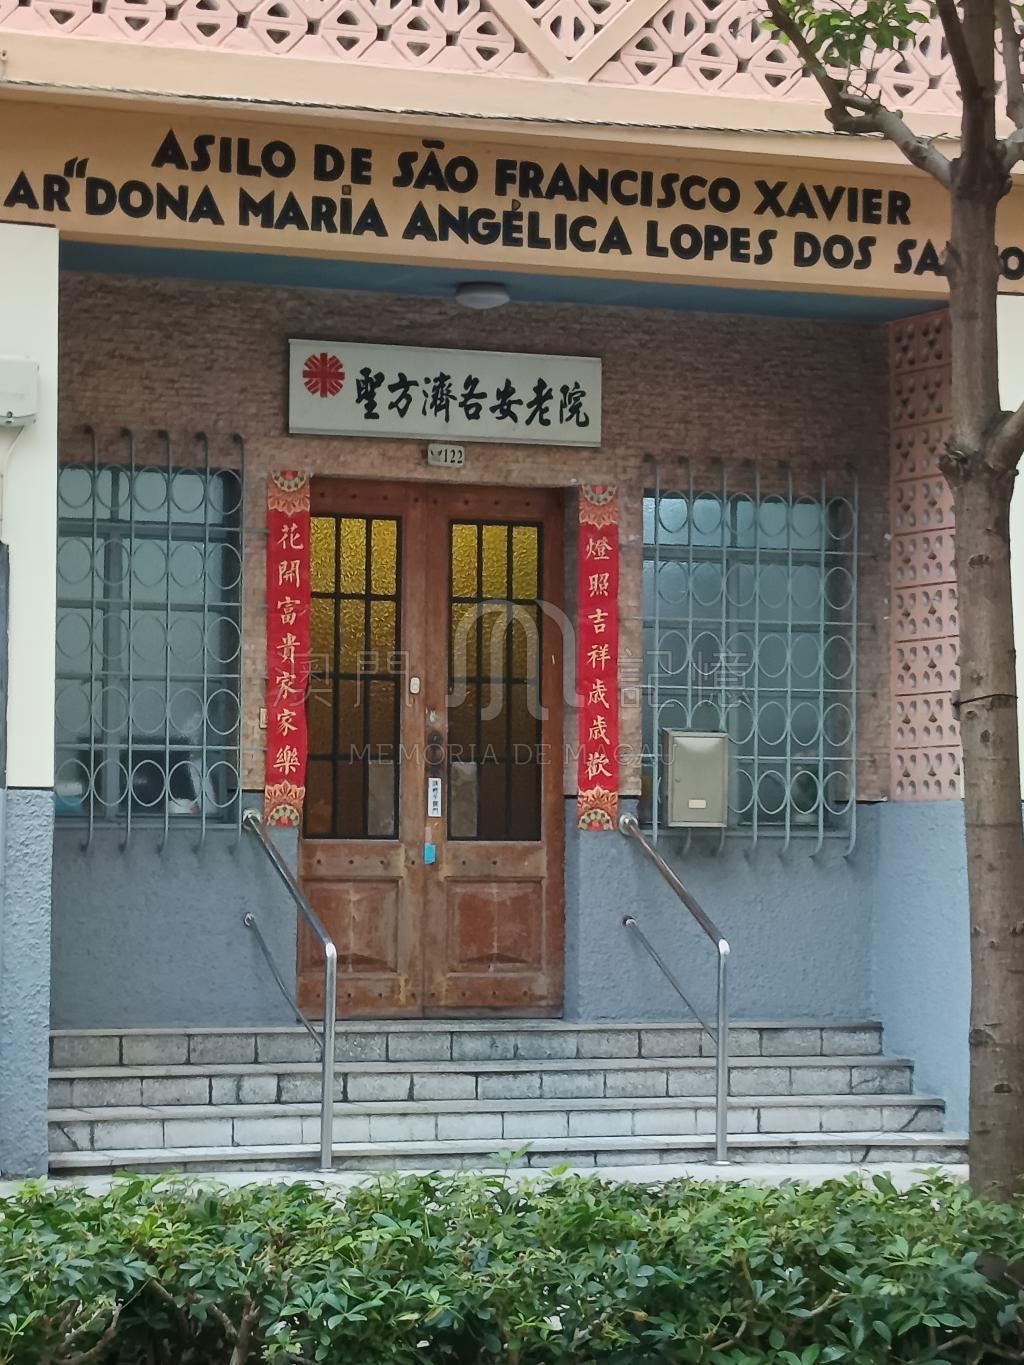 ASILO DE SÃO FRANCISCO XAVIER
AR "DONA MARIA ANGÉLICA LOPES DOS SA
聖方濟各安老院
122
花開富貴家家樂
燈照吉祥歲歲歡
澳門記憶
MEMÓRIA DE MACAU